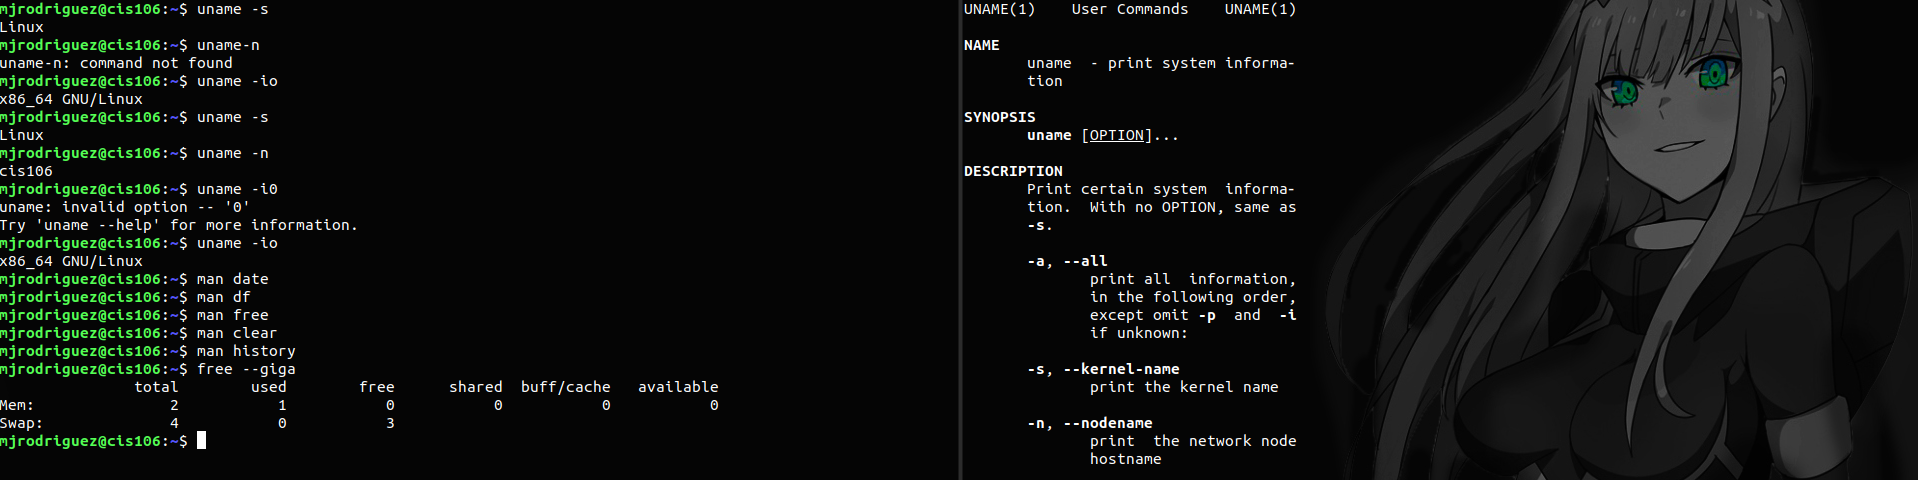 mjrodriguez@cis106:~$ uname -s
Linux
mjrodriguez@cis106:~$ uname-n
uname-n: command not found
mjrodriguez@cis106:~$ uname -io
x86_64 GNU/Linux
mjrodriguez@cis106:~$ uname -s
Linux
mjrodriguez@cis106:~$ uname -n
cis106
mjrodriguez@cis106:~$ uname -i0
uname: invalid option -- '0'
Try 'uname --help' for more information.
mjrodriguez@cis106:~$ uname -io
x86_64 GNU/Linux
mjrodriguez@cis106:~$ man date
mjrodriguez@cis106:~$ man df
mjrodriguez@cis106:~$ man free
mjrodriguez@cis106:~$ man clear
mjrodriguez@cis106:~$ man history
mjrodriguez@cis106:~$ free --giga
total used free shared buff/cache available
Mem: 2 1 0 0 0 0
Swap: 4 0 3
mjrodriguez@cis106:~$
UNAME(1) User Commands UNAME(1)
NAME
uname - print system informa-
tion
SYNOPSIS
uname [OPTION]...
DESCRIPTION
Print certain system informa-
tion. With no OPTION, same as
-s.
-a, --all
print all information,
in the following order,
except omit -p and -i
if unknown:
-s, --kernel-name
print the kernel name
-n, --nodename
print the network node
hostname